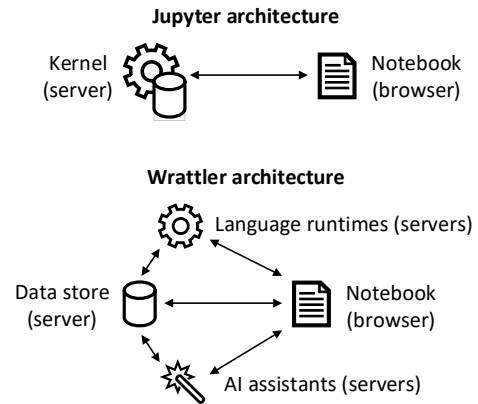 Jupyter architecture
Kernel
(server)
Notebook
(browser)
Wrattler architecture
Language runtimes (servers)
Data store
(server)
Notebook
(browser)
AI assistants (servers)